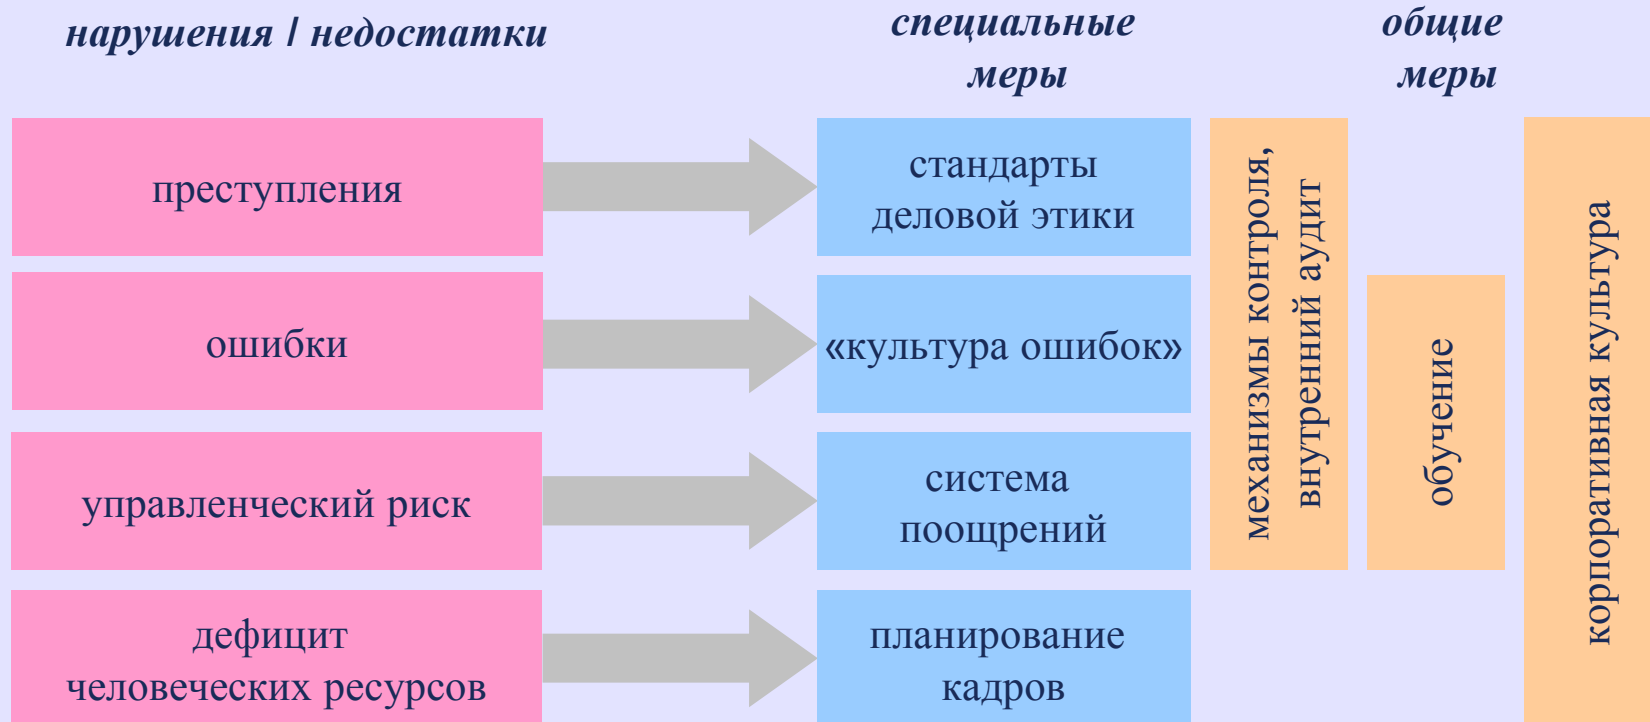 нарушения / недостатки
специальные
меры
общие
меры
преступления
стандарты
деловой этики
ошибки
«культура ошибок»
управленческий риск
система
поощрений
дефицит
человеческих ресурсов
планирование
кадров
механизмы контроля,
внутренний аудит
обучение
корпоративная культура